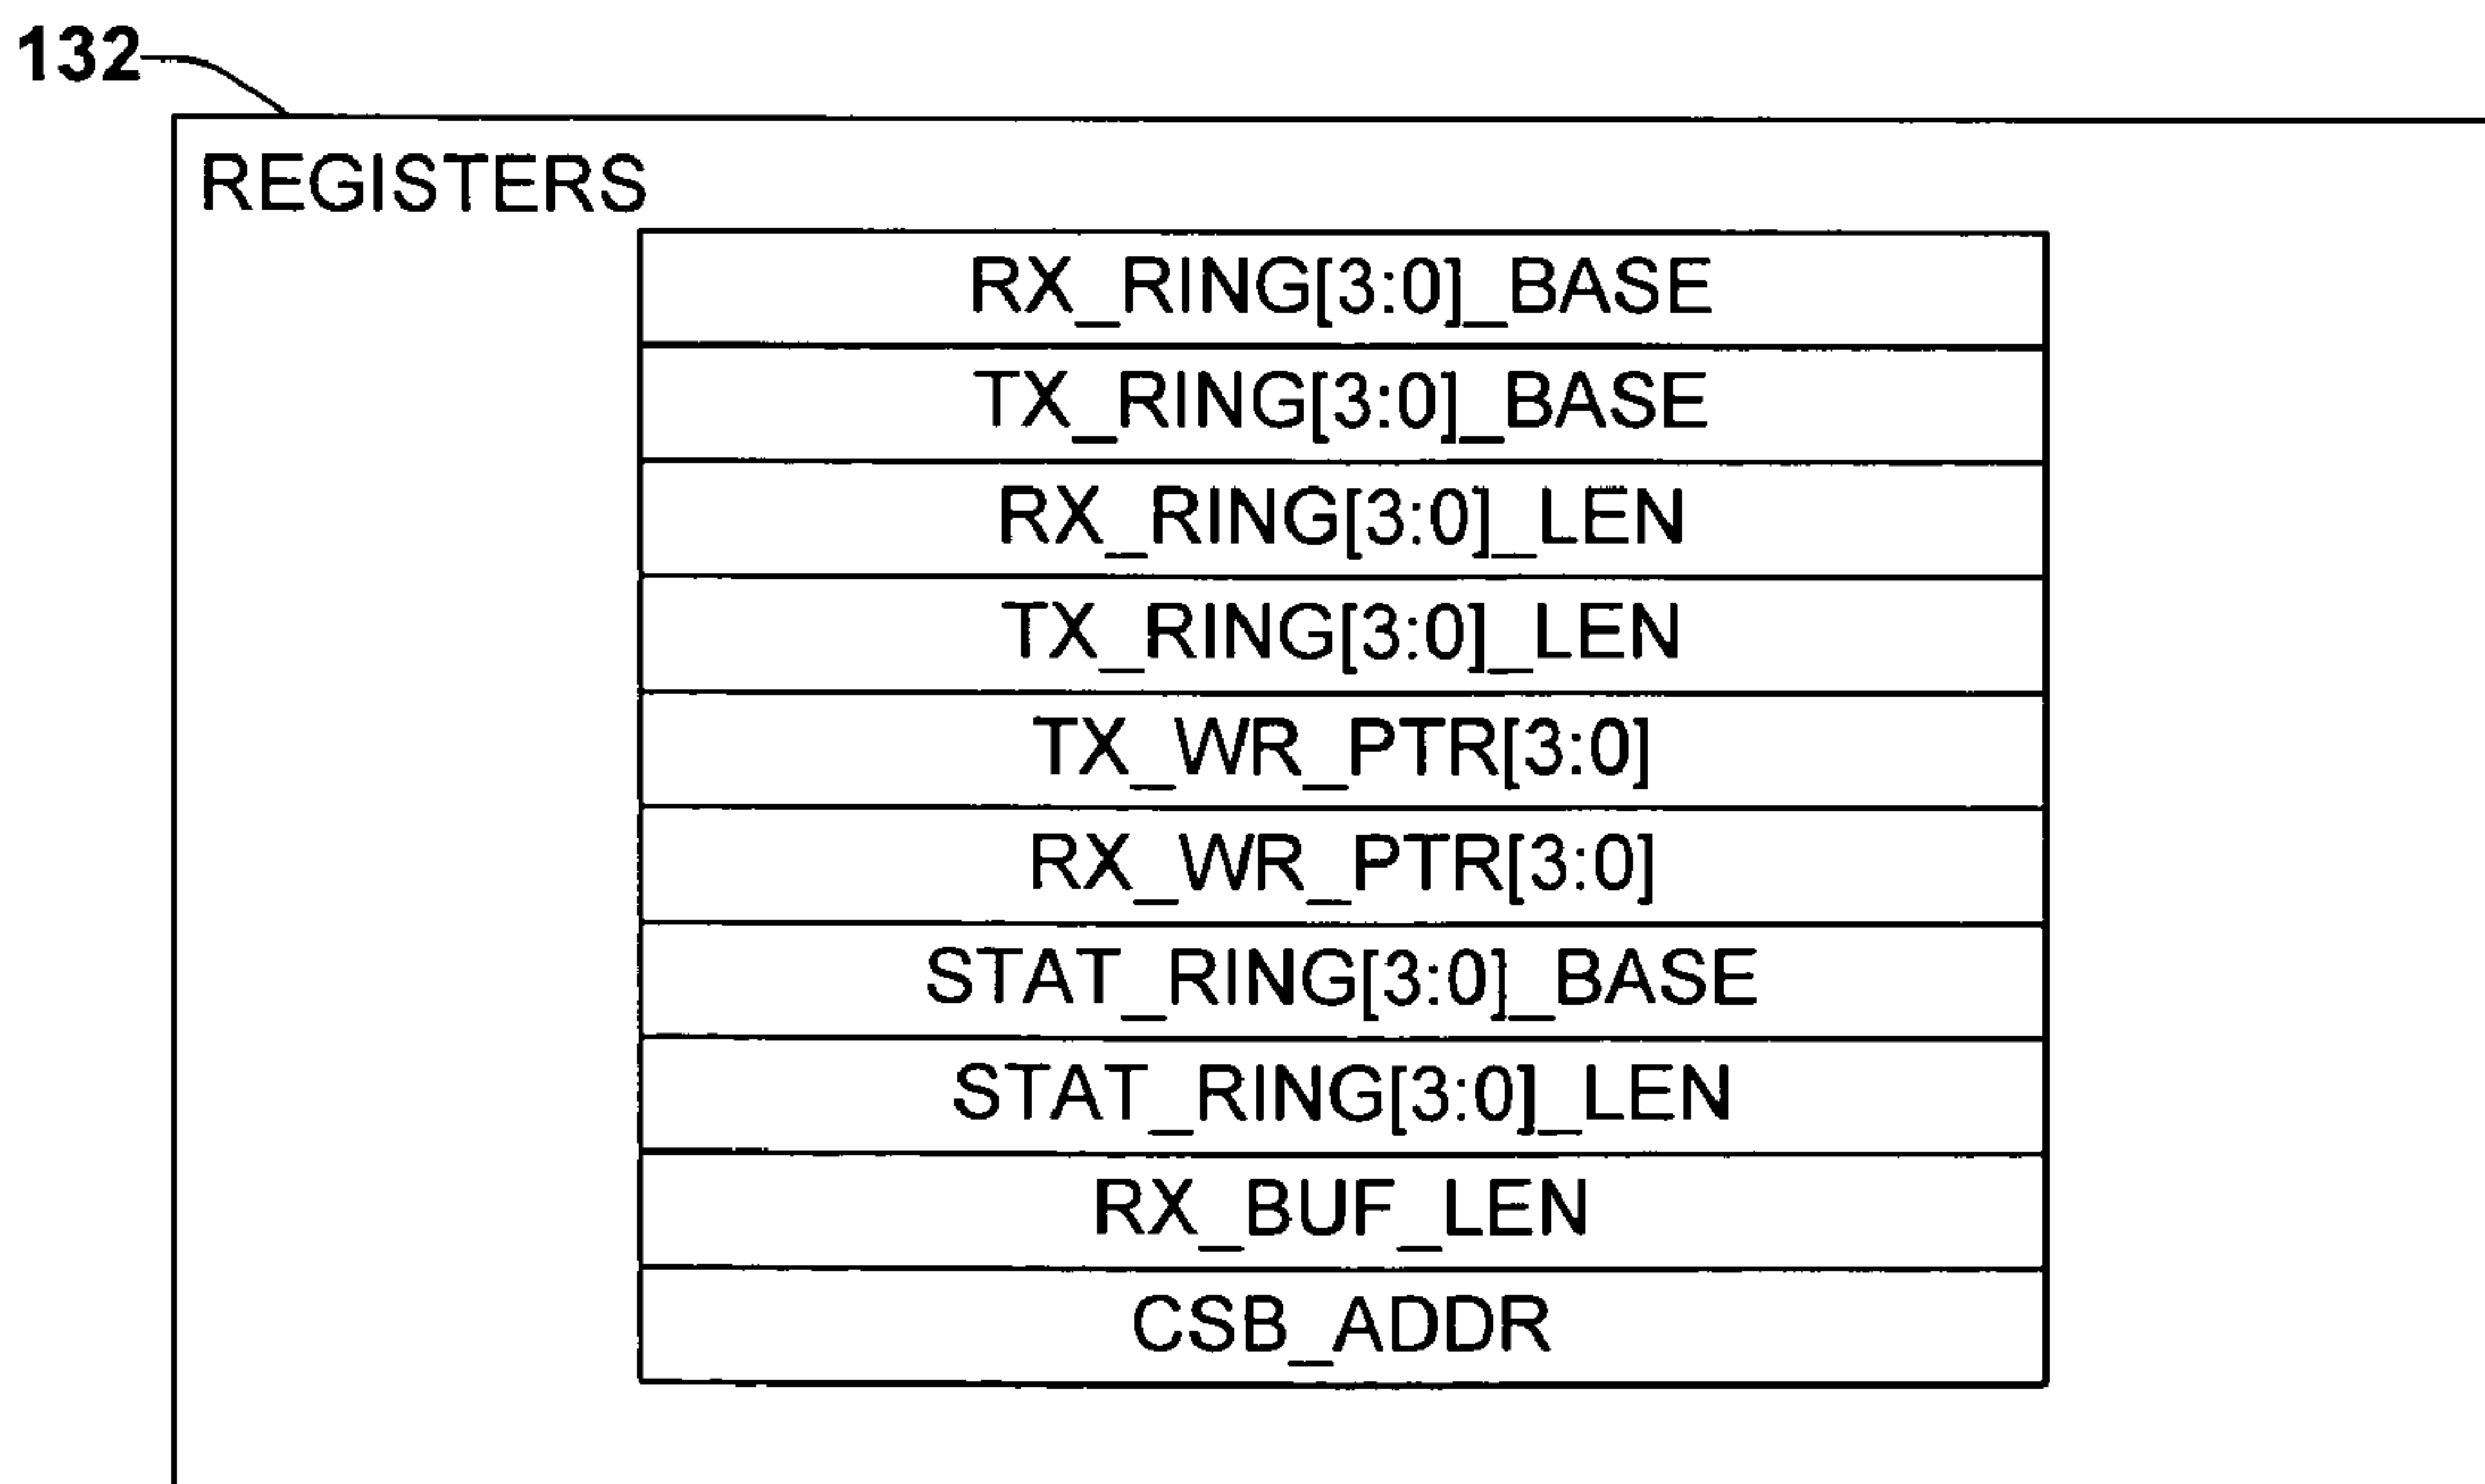 132
REGISTERS
RX_RING[3:0]_BASE
TX_RING[3:0]_BASE
RX_RING[3:0]_LEN
TX_RING[3:0]_LEN
TX_WR_PTR[3:0]
RX_WR_PTR[3:0]
STAT_RING[3:0]_BASE
STAT_RING[3:0]_LEN
RX_BUF_LEN
CSB_ADDR